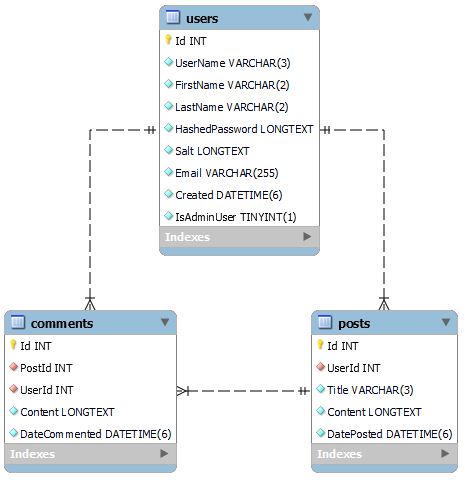 users
Id INT
UserName VARCHAR(3)
FirstName VARCHAR(2)
LastName VARCHAR(2)
HashedPassword LONGTEXT
Salt LONGTEXT
Email VARCHAR(255)
Created DATETIME(6)
IsAdminUser TINYINT(1)
Indexes
comments
Id INT
PostId INT
UserId INT
Content LONGTEXT
DateCommented DATETIME(6)
Indexes
posts
Id INT
UserId INT
Title VARCHAR(3)
Content LONGTEXT
DatePosted DATETIME(6)
Indexes